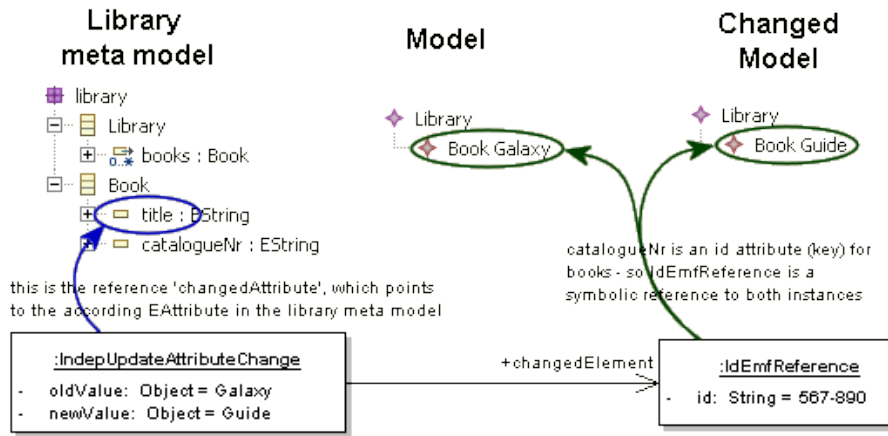 Library
meta model
library
Library
0..*
books : Book
Book
title : EString
catalogueNr : EString
this is the reference 'changedAttribute', which points
to the according EAttribute in the library meta model
Model
Library
Book Galaxy
Changed
Model
Library
Book Guide
catalogueNr is an id attribute (key) for
books - so IdEmfReference is a
symbolic reference to both instances
:IndepUpdateAttributeChange
- oldValue: Object = Galaxy
- newValue: Object = Guide
+changedElement
:IdEmfReference
- id: String = 567-890